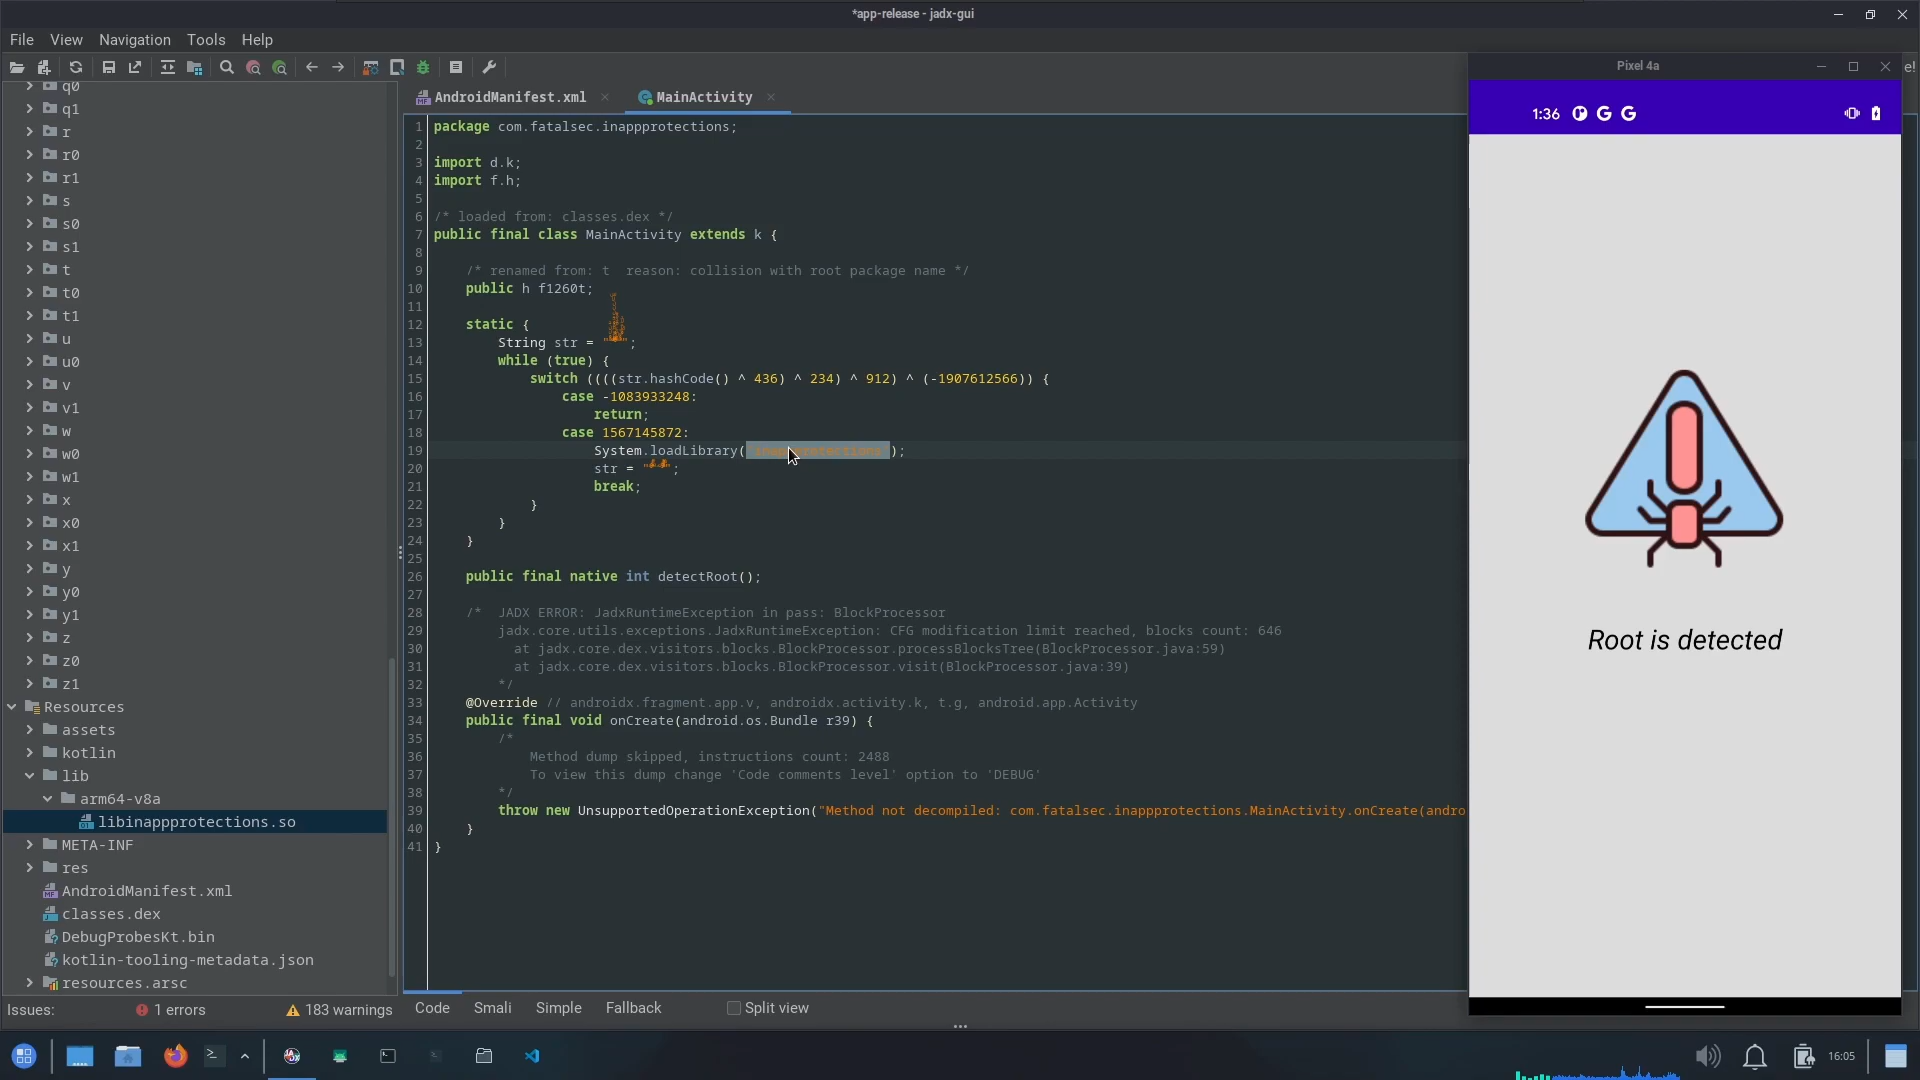 *app-release - jadx-gui
File View Navigation Tools Help
q0
q1
r
r0
r1
s
s0
s1
t
t0
t1
u
u0
v
v1
w
w0
w1
x
x0
x1
y
y0
y1
z
z0
z1
Resources
assets
kotlin
lib
arm64-v8a
libinappprotections.so
META-INF
res
AndroidManifest.xml
classes.dex
DebugProbesKt.bin
kotlin-tooling-metadata.json
resources.arsc
Issues: 1 errors 183 warnings
AndroidManifest.xml MainActivity
1 package com.fatalsec.inappprotections;
2
3 import d.k;
4 import f.h;
5
6 /* loaded from: classes.dex */
7 public final class MainActivity extends k {
8
9 /* renamed from: t reason: collision with root package name */
10 public h f1260t;
11
12 static {
13 String str = " ";
14 while (true) {
15 switch ((((str.hashCode() ^ 436) ^ 234) ^ 912) ^ (-1907612566)) {
16 case -1083933248:
17 return;
18 case 1567145872:
19 System.loadLibrary("inappprotections");
20 str = " ";
21 break;
22 }
23 }
24 }
25
26 public final native int detectRoot();
27
28 /* JADX ERROR: JadxRuntimeException in pass: BlockProcessor
29 jadx.core.utils.exceptions.JadxRuntimeException: CFG modification limit reached, blocks count: 646
30 at jadx.core.dex.visitors.blocks.BlockProcessor.processBlocksTree(BlockProcessor.java:59)
31 at jadx.core.dex.visitors.blocks.BlockProcessor.visit(BlockProcessor.java:39)
32 */
33 @Override // androidx.fragment.app.v, androidx.activity.k, t.g, android.app.Activity
34 public final void onCreate(android.os.Bundle r39) {
35 /*
36 Method dump skipped, instructions count: 2488
37 To view this dump change 'Code comments level' option to 'DEBUG'
38 */
39 throw new UnsupportedOperationException("Method not decompiled: com.fatalsec.inappprotections.MainActivity.onCreate(andro
40 }
41 }
Code Smali Simple Fallback Split view
Pixel 4a
e!
1:36
Root is detected
16:05